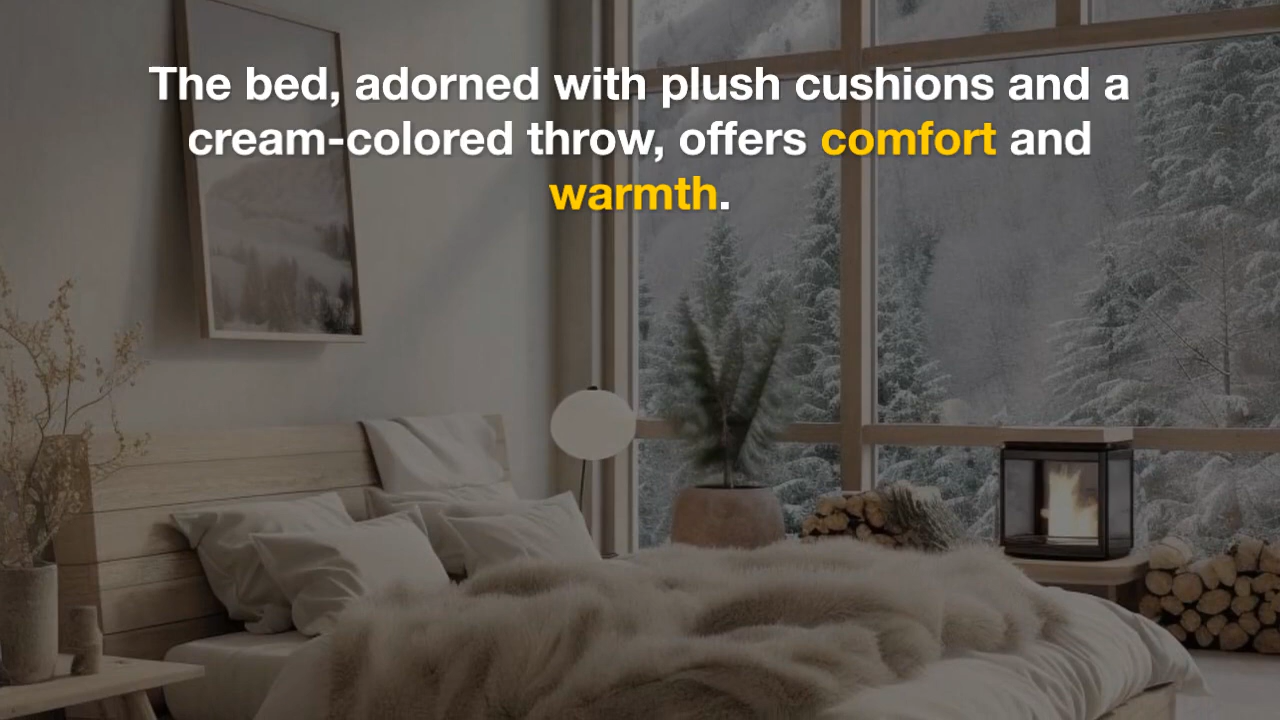 The bed, adorned with plush cushions and a
cream-colored throw, offers comfort and
warmth.